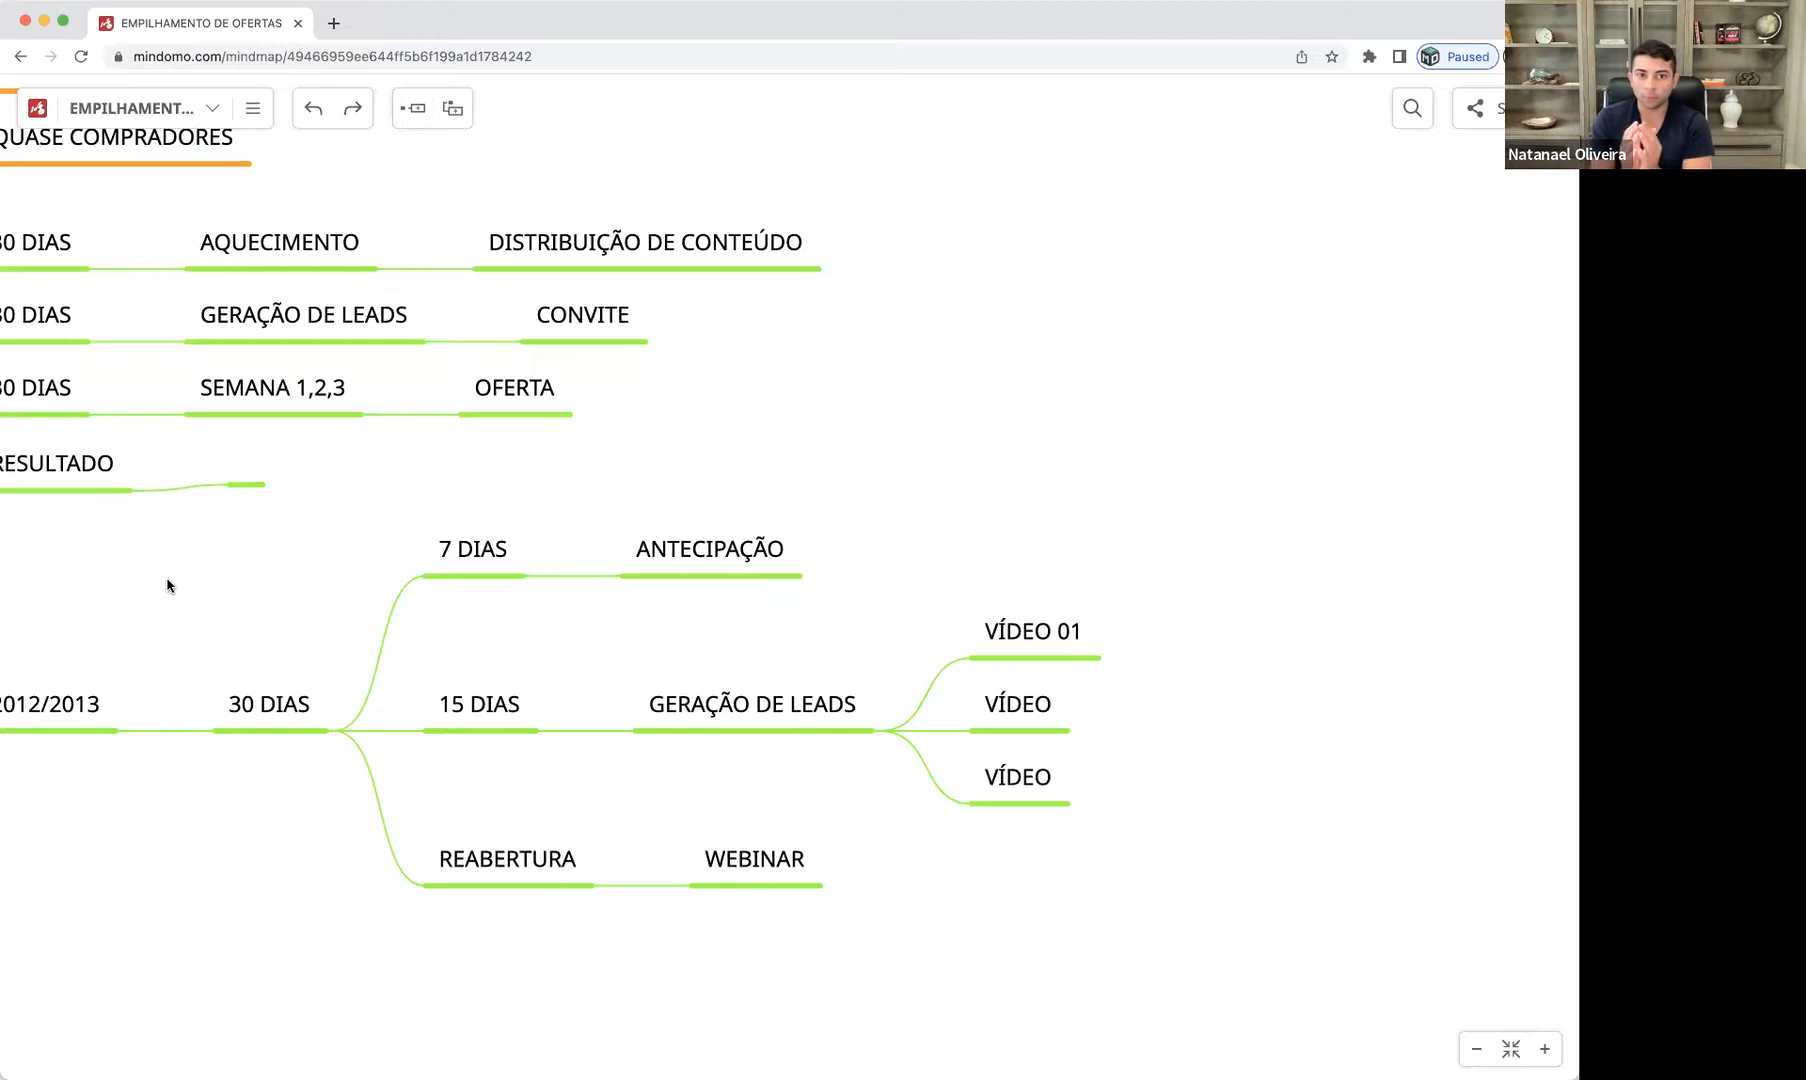 EMPILHAMENTO DE OFERTAS
mindomo.com/mindmap/49466959ee644ff5b6f199a1d1784242
Paused
EMPILHAMENT...
S
Natanael Oliveira
QUASE COMPRADORES
30 DIAS AQUECIMENTO DISTRIBUIÇÃO DE CONTEÚDO
30 DIAS GERAÇÃO DE LEADS CONVITE
30 DIAS SEMANA 1,2,3 OFERTA
RESULTADO
7 DIAS ANTECIPAÇÃO
VÍDEO 01
2012/2013 30 DIAS 15 DIAS GERAÇÃO DE LEADS VÍDEO
VÍDEO
REABERTURA WEBINAR